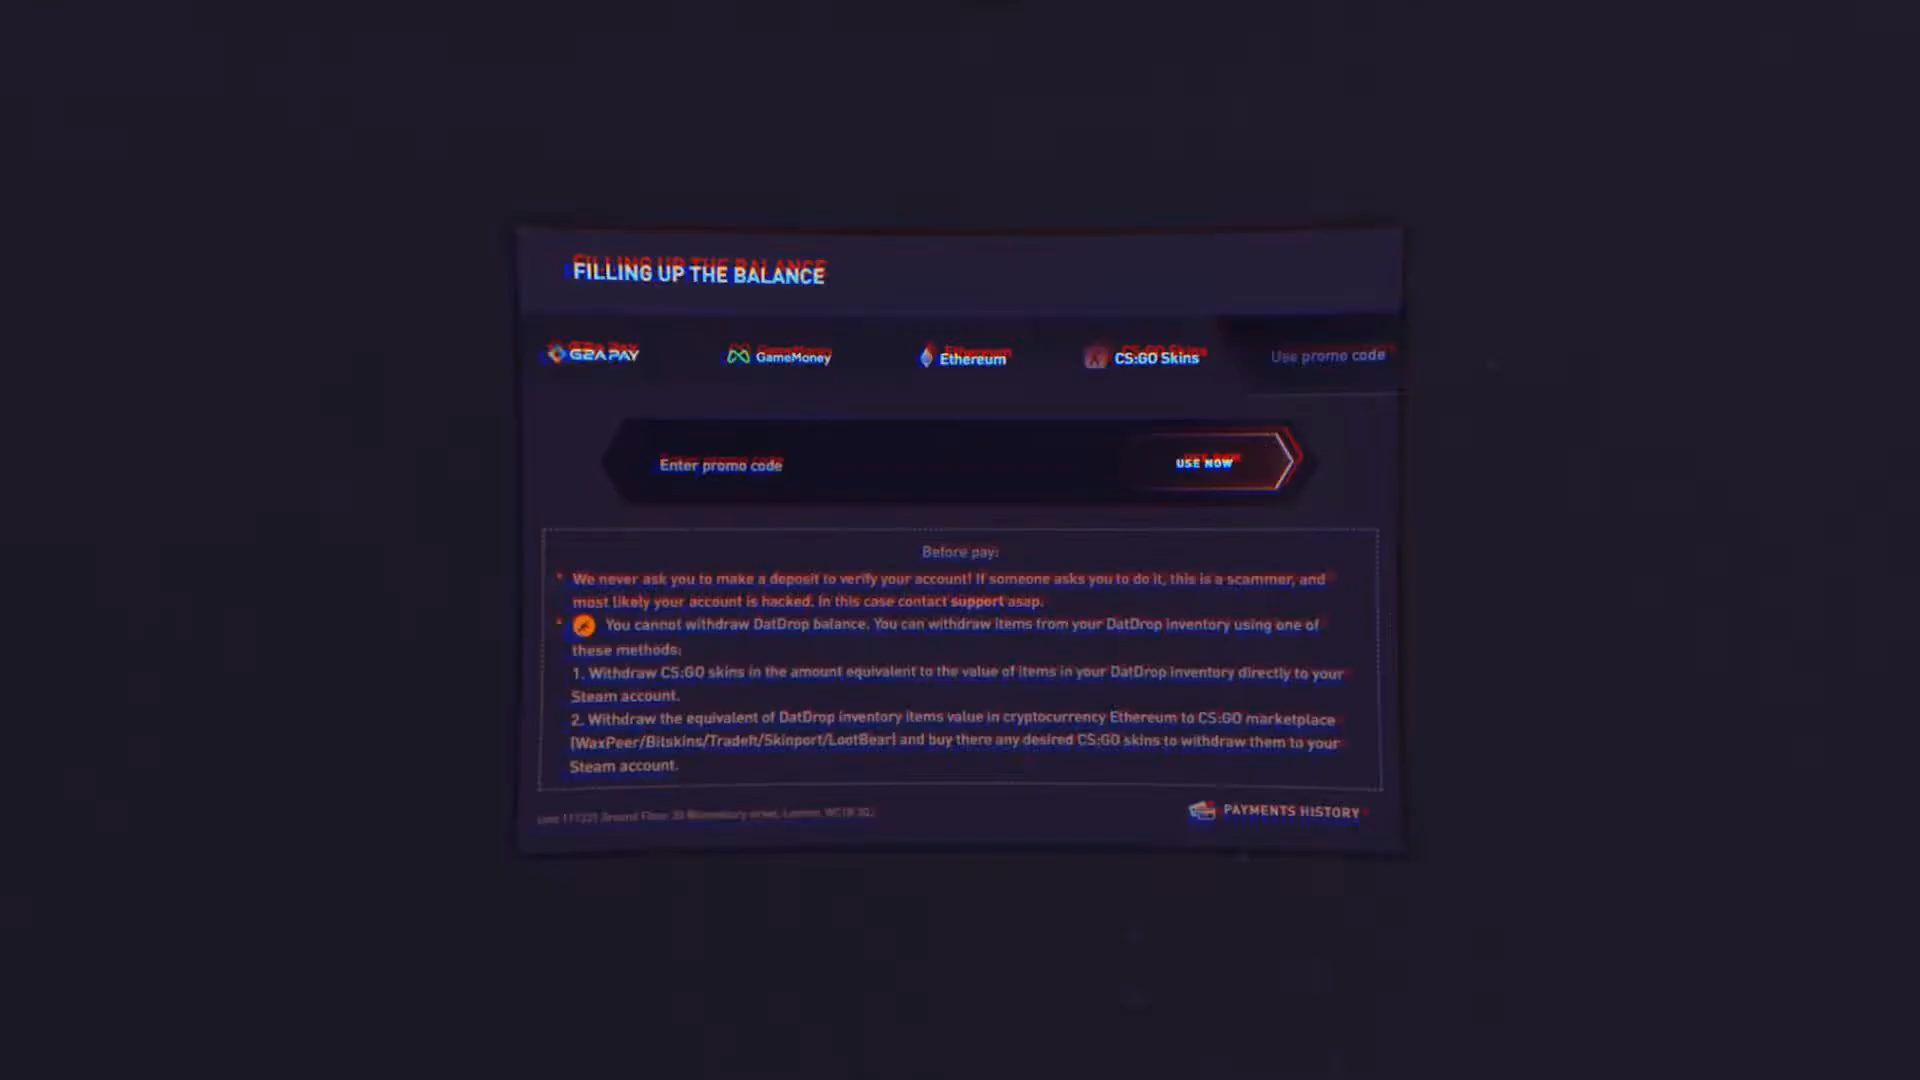 FILLING UP THE BALANCE
G2A PAY GameMoney Ethereum CS:GO Skins Use promo code
Enter promo code USE NOW
Before pay:
* We never ask you to make a deposit to verify your account! If someone asks you to do it, this is a scammer, and
most likely your account is hacked. In this case contact support asap.
* You cannot withdraw DatDrop balance. You can withdraw items from your DatDrop inventory using one of
these methods:
1. Withdraw CS:GO skins in the amount equivalent to the value of items in your DatDrop inventory directly to your
Steam account.
2. Withdraw the equivalent of DatDrop inventory items value in cryptocurrency Ethereum to CS:GO marketplace
(WaxPeer/Bitskins/Tradeit/Skinport/LootBear) and buy there any desired CS:GO skins to withdraw them to your
Steam account.
Ground Floor, street, London,
PAYMENTS HISTORY